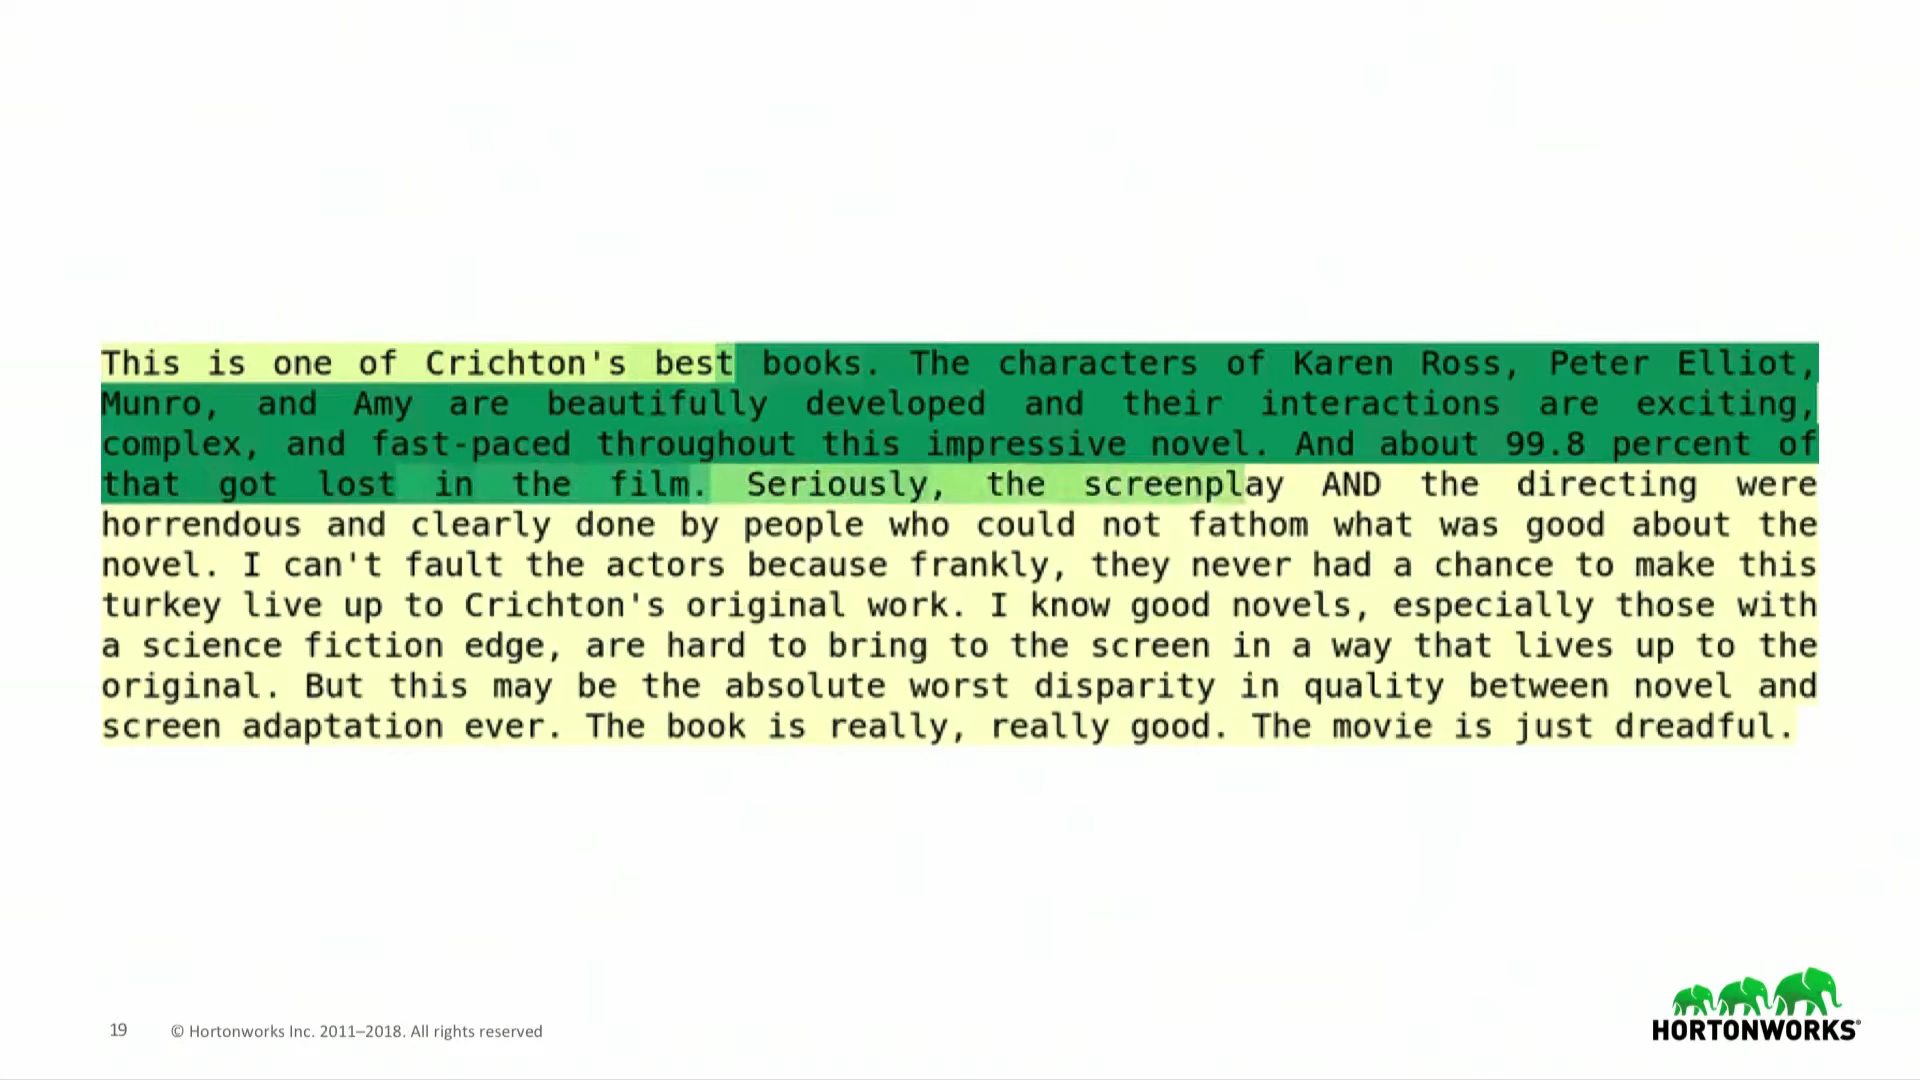 This is one of Crichton's best books. The characters of Karen Ross, Peter Elliot,
Munro, and Amy are beautifully developed and their interactions are exciting,
complex, and fast-paced throughout this impressive novel. And about 99.8 percent of
that got lost in the film. Seriously, the screenplay AND the directing were
horrendous and clearly done by people who could not fathom what was good about the
novel. I can't fault the actors because frankly, they never had a chance to make this
turkey live up to Crichton's original work. I know good novels, especially those with
a science fiction edge, are hard to bring to the screen in a way that lives up to the
original. But this may be the absolute worst disparity in quality between novel and
screen adaptation ever. The book is really, really good. The movie is just dreadful.
19 © Hortonworks Inc. 2011–2018. All rights reserved
HORTONWORKS®